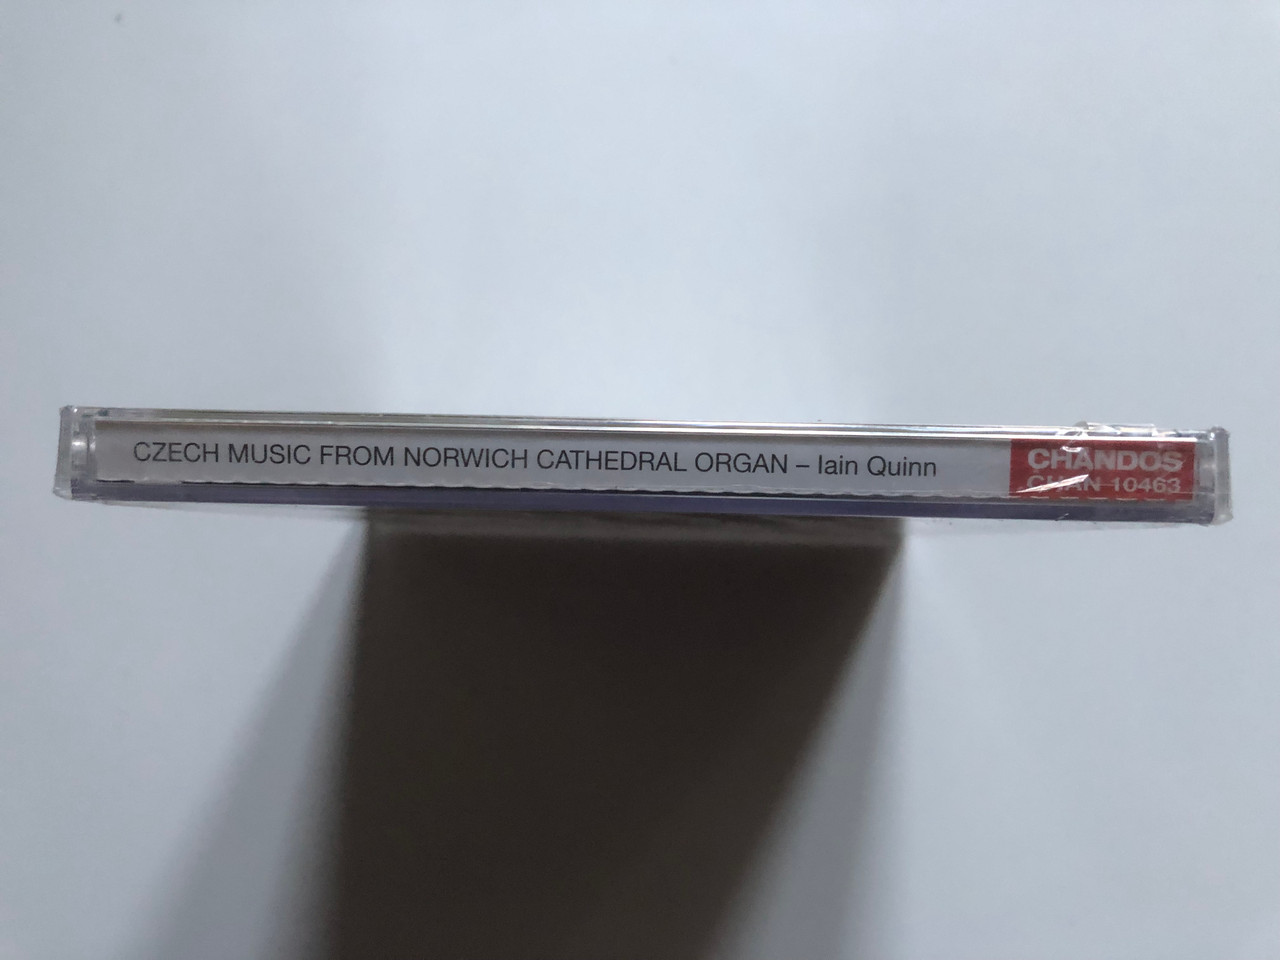 CZECH MUSIC FROM NORWICH CATHEDRAL ORGAN – Iain Quinn
CHANDOS
CHAN 10463